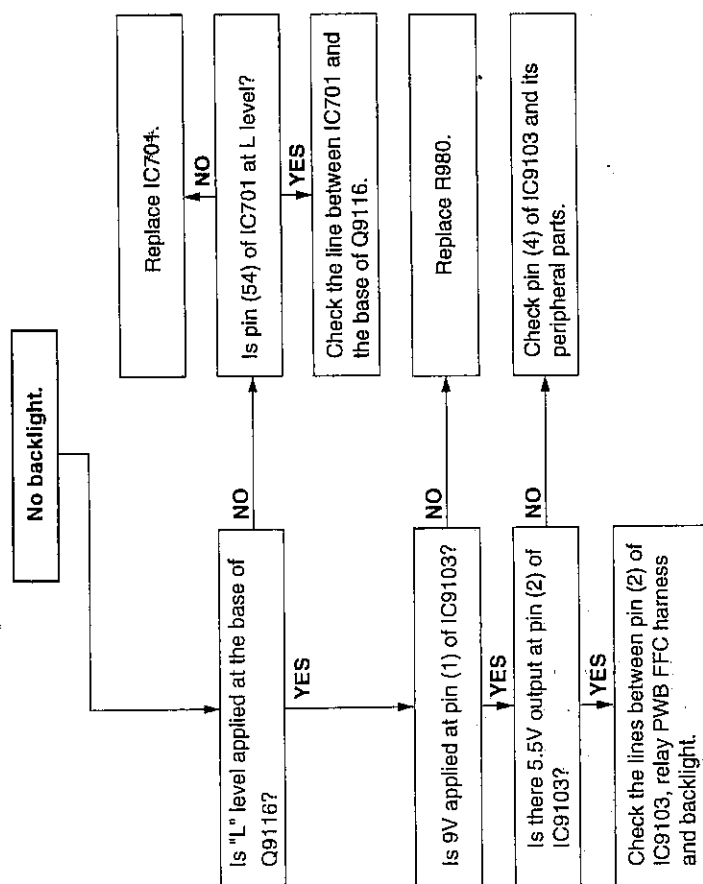 No backlight.
Is "L" level applied at the base of
Q9116?
NO
YES
Replace IC701.
NO
Is pin (54) of IC701 at L level?
YES
Check the line between IC701 and
the base of Q9116.
Is 9V applied at pin (1) of IC9103?
NO
YES
Replace R980.
Is there 5.5V output at pin (2) of
IC9103?
NO
YES
Check pin (4) of IC9103 and its
peripheral parts.
Check the lines between pin (2) of
IC9103, relay PWB FFC harness
and backlight.